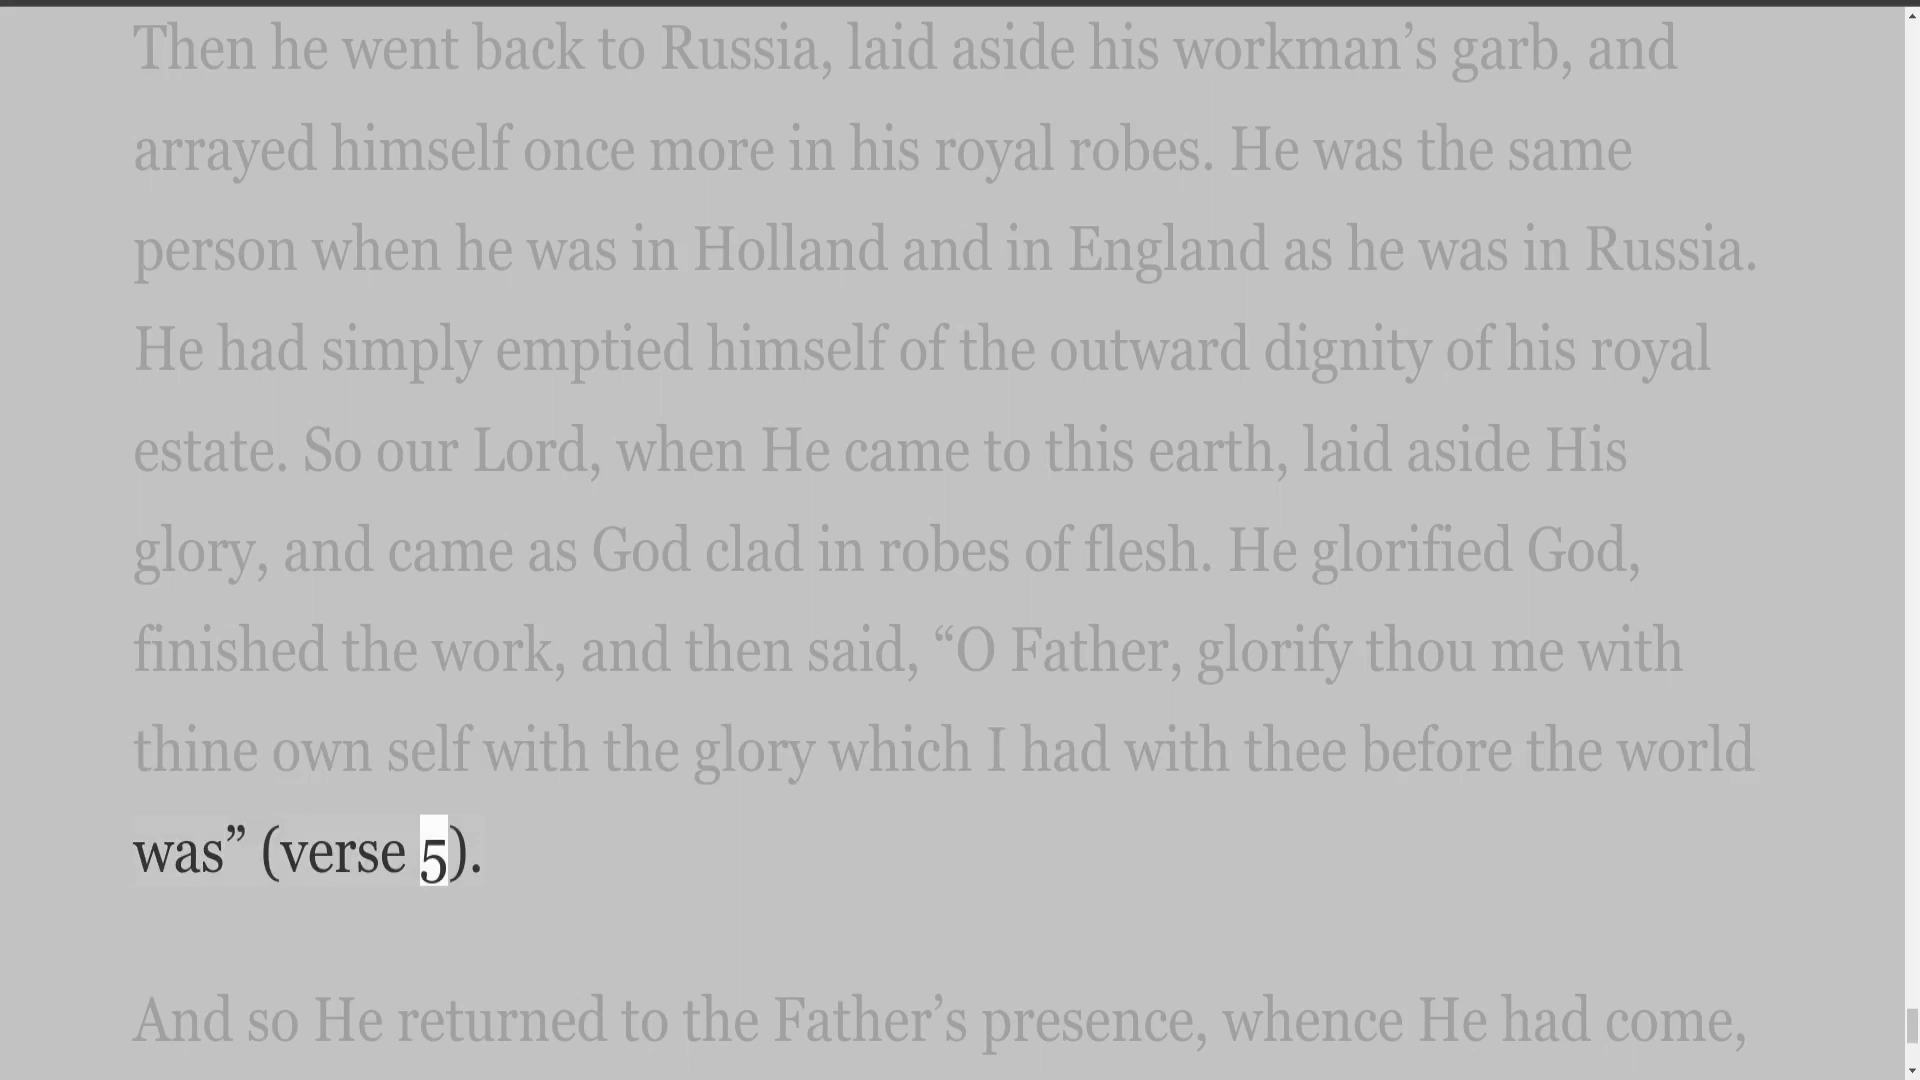 Then he went back to Russia, laid aside his workman’s garb, and
arrayed himself once more in his royal robes. He was the same
person when he was in Holland and in England as he was in Russia.
He had simply emptied himself of the outward dignity of his royal
estate. So our Lord, when He came to this earth, laid aside His
glory, and came as God clad in robes of flesh. He glorified God,
finished the work, and then said, “O Father, glorify thou me with
thine own self with the glory which I had with thee before the world
was” (verse 5).
And so He returned to the Father’s presence, whence He had come,